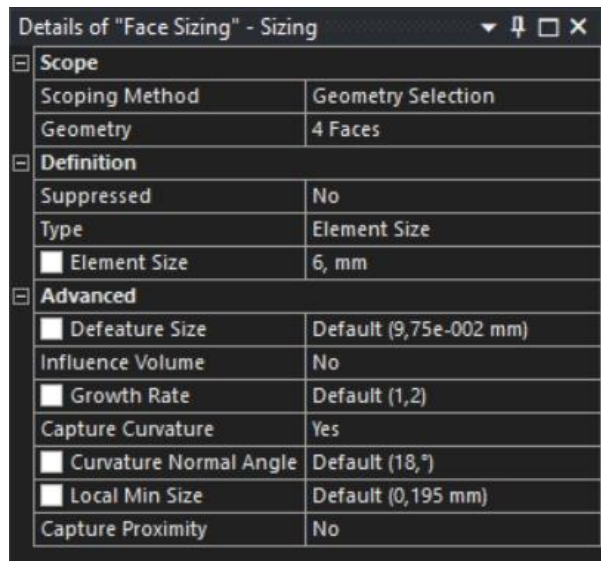 Details of "Face Sizing" - Sizing
Scope
Scoping Method Geometry Selection
Geometry 4 Faces
Definition
Suppressed No
Type Element Size
Element Size 6, mm
Advanced
Defeature Size Default (9,75e-002 mm)
Influence Volume No
Growth Rate Default (1,2)
Capture Curvature Yes
Curvature Normal Angle Default (18,°)
Local Min Size Default (0,195 mm)
Capture Proximity No